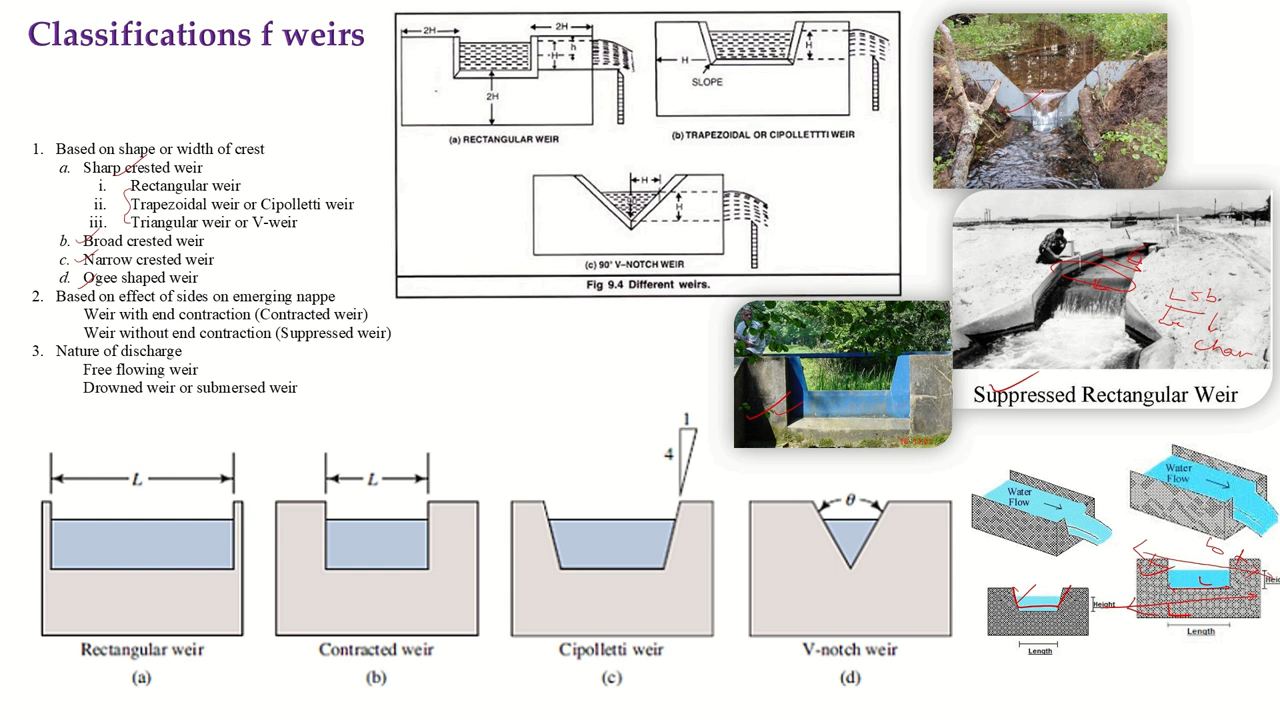 Classifications f weirs
1. Based on shape or width of crest
a. Sharp crested weir
i. Rectangular weir
ii. Trapezoidal weir or Cipolletti weir
iii. Triangular weir or V-weir
b. Broad crested weir
c. Narrow crested weir
d. Ogee shaped weir
2. Based on effect of sides on emerging nappe
Weir with end contraction (Contracted weir)
Weir without end contraction (Suppressed weir)
3. Nature of discharge
Free flowing weir
Drowned weir or submersed weir
2H
2H
h
H
2H
(a) RECTANGULAR WEIR
H
H
SLOPE
(b) TRAPEZOIDAL OR CIPOLLETTTI WEIR
H
H
(c) 90° V-NOTCH WEIR
Fig 9.4 Different weirs.
L
b
Suppressed Rectangular Weir
L
Rectangular weir
(a)
L
Contracted weir
(b)
1
4
Cipolletti weir
(c)
θ
V-notch weir
(d)
Water
Flow
Water
Flow
Height
Length
b
L
Length